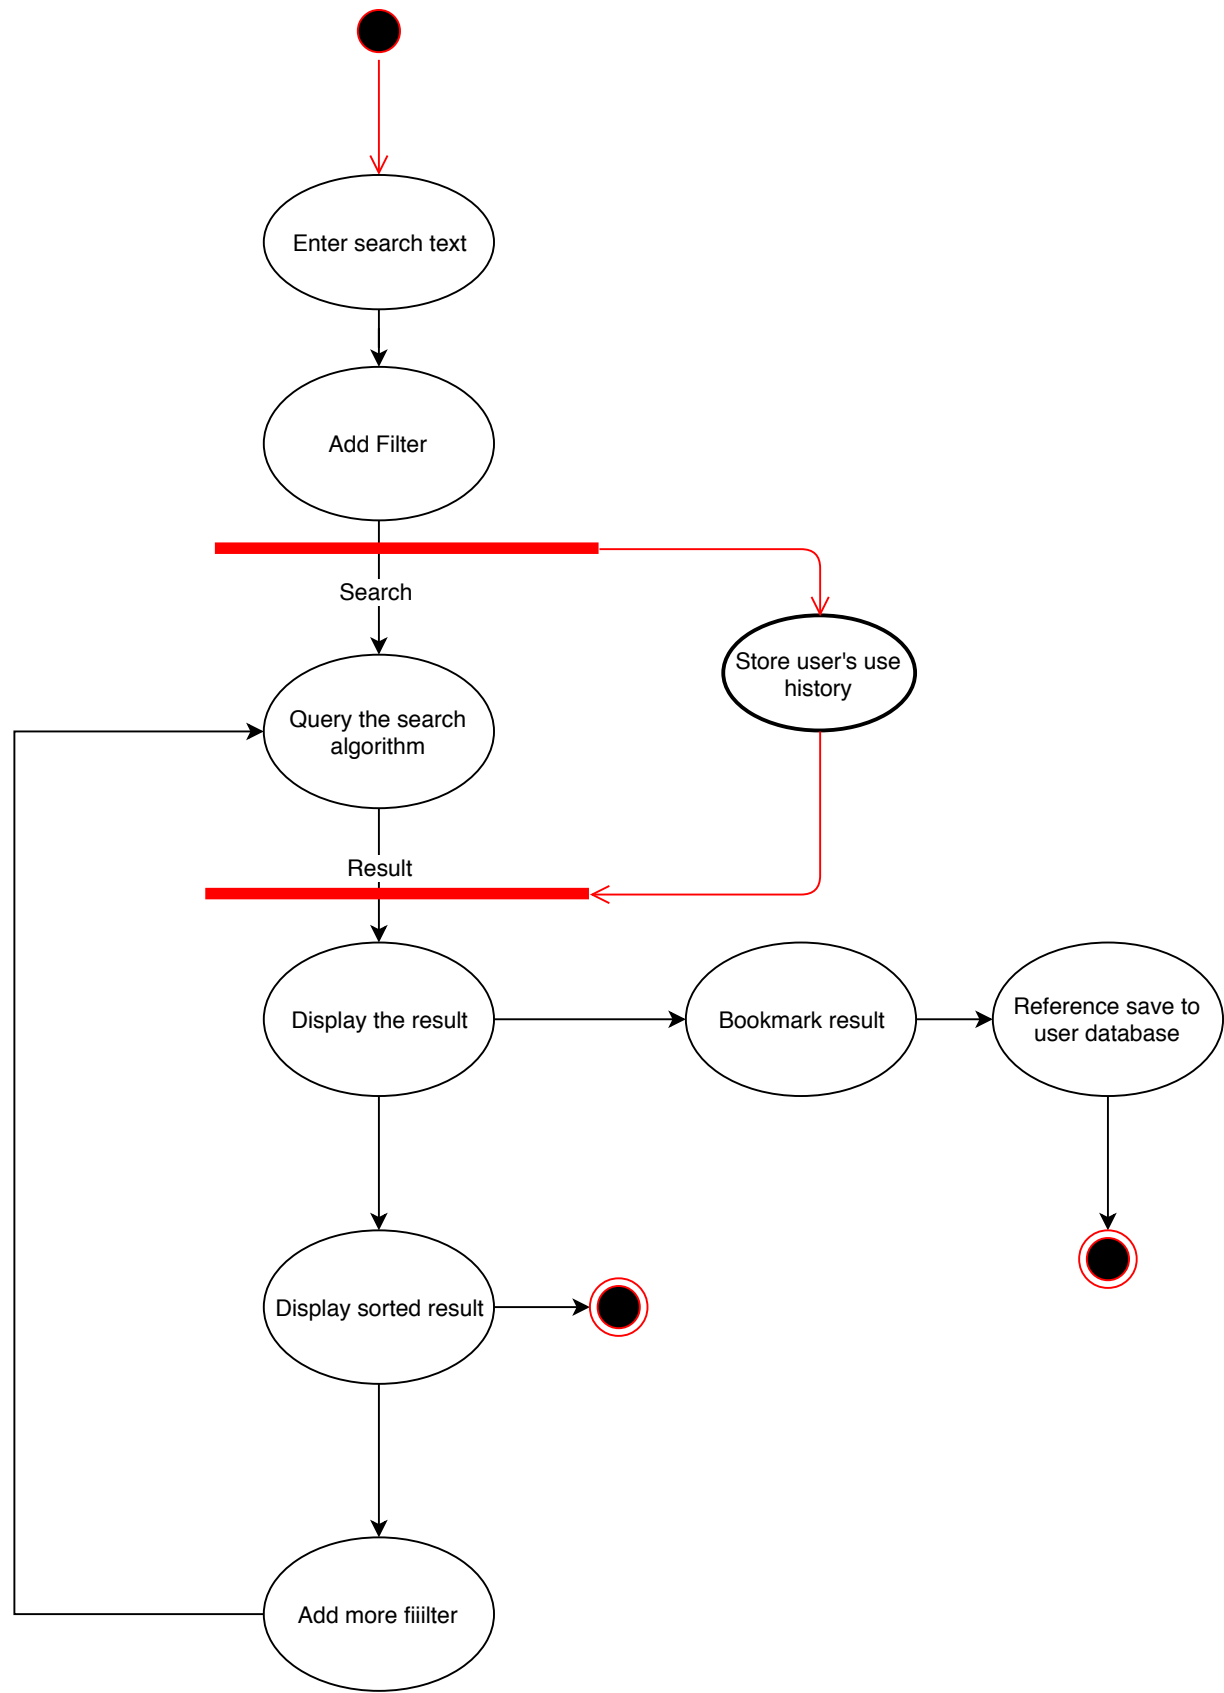 Enter search text
Add Filter
Search
Store user's use
history
Query the search
algorithm
Result
Display the result
Bookmark result
Reference save to
user database
Display sorted result
Add more fiiilter